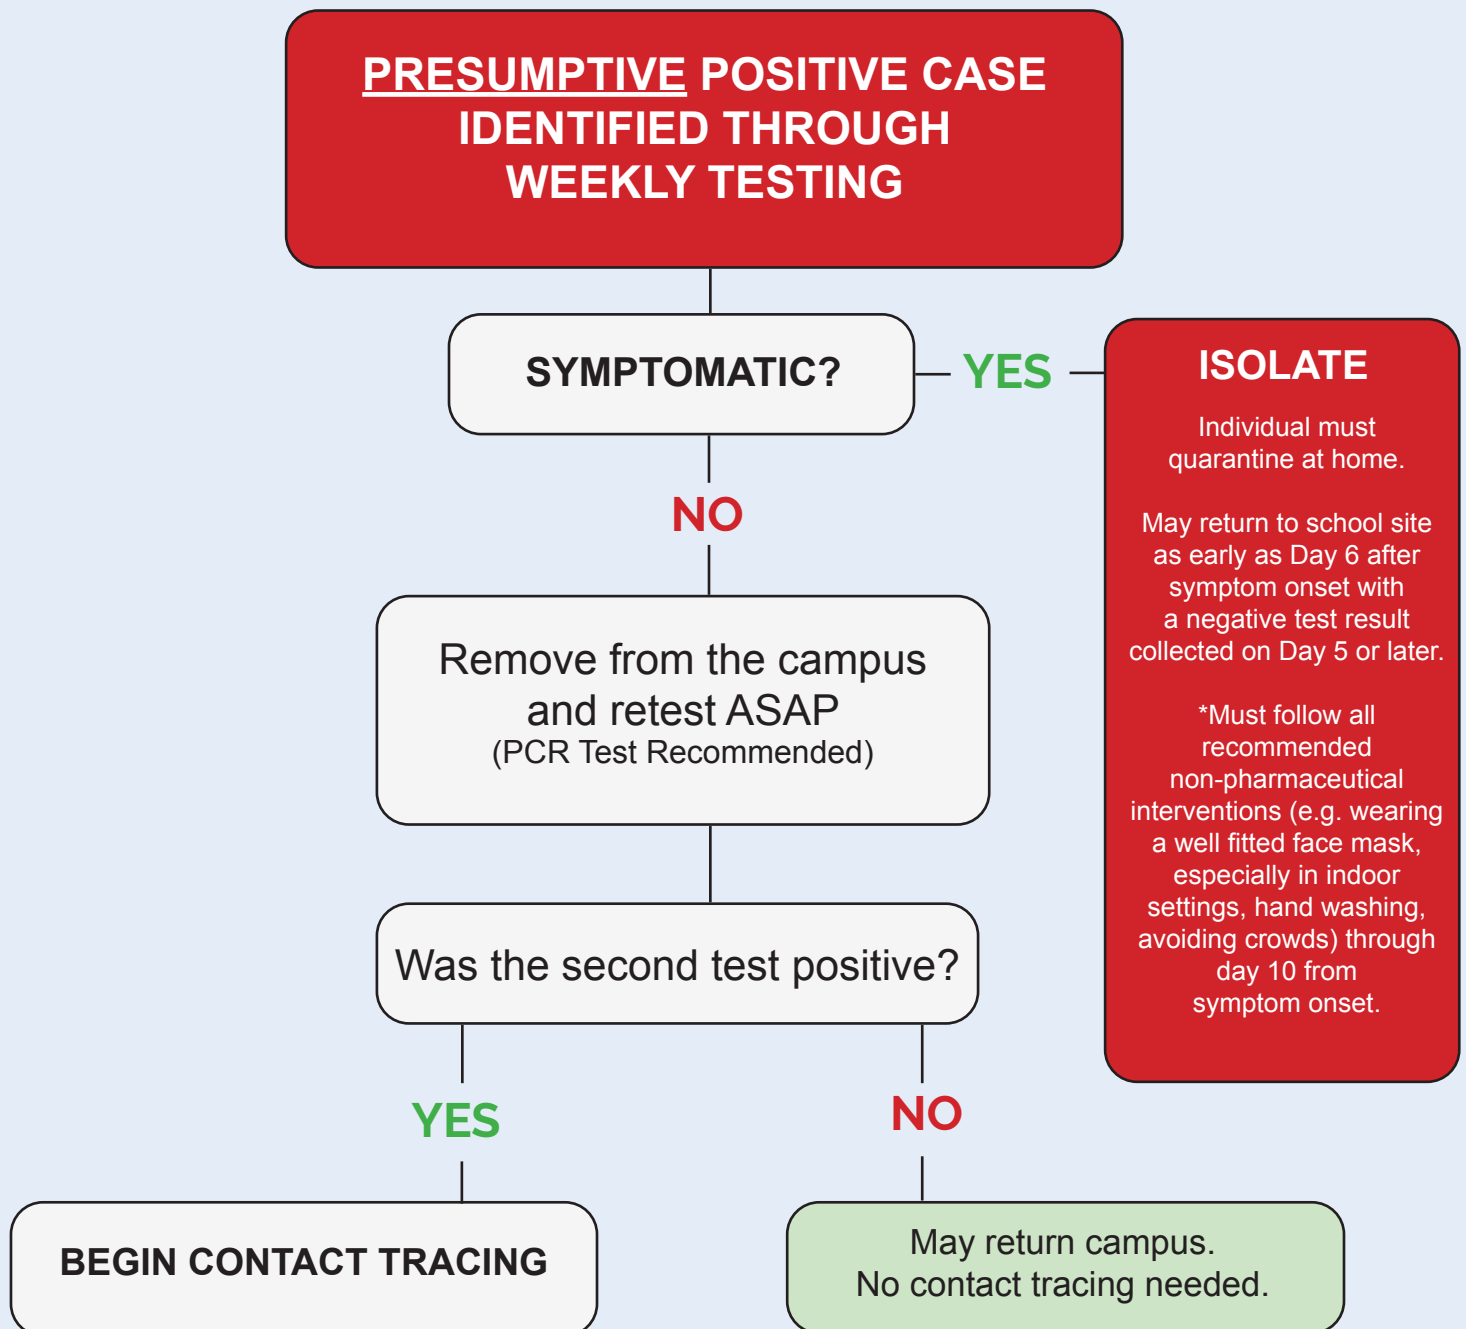 PRESUMPTIVE POSITIVE CASE
IDENTIFIED THROUGH
WEEKLY TESTING
SYMPTOMATIC?
YES
ISOLATE
Individual must
quarantine at home.
May return to school site
as early as Day 6 after
symptom onset with
a negative test result
collected on Day 5 or later.
*Must follow all
recommended
non-pharmaceutical
interventions (e.g. wearing
a well fitted face mask,
especially in indoor
settings, hand washing,
avoiding crowds) through
day 10 from
symptom onset.
NO
Remove from the campus
and retest ASAP
(PCR Test Recommended)
Was the second test positive?
YES
NO
BEGIN CONTACT TRACING
May return campus.
No contact tracing needed.